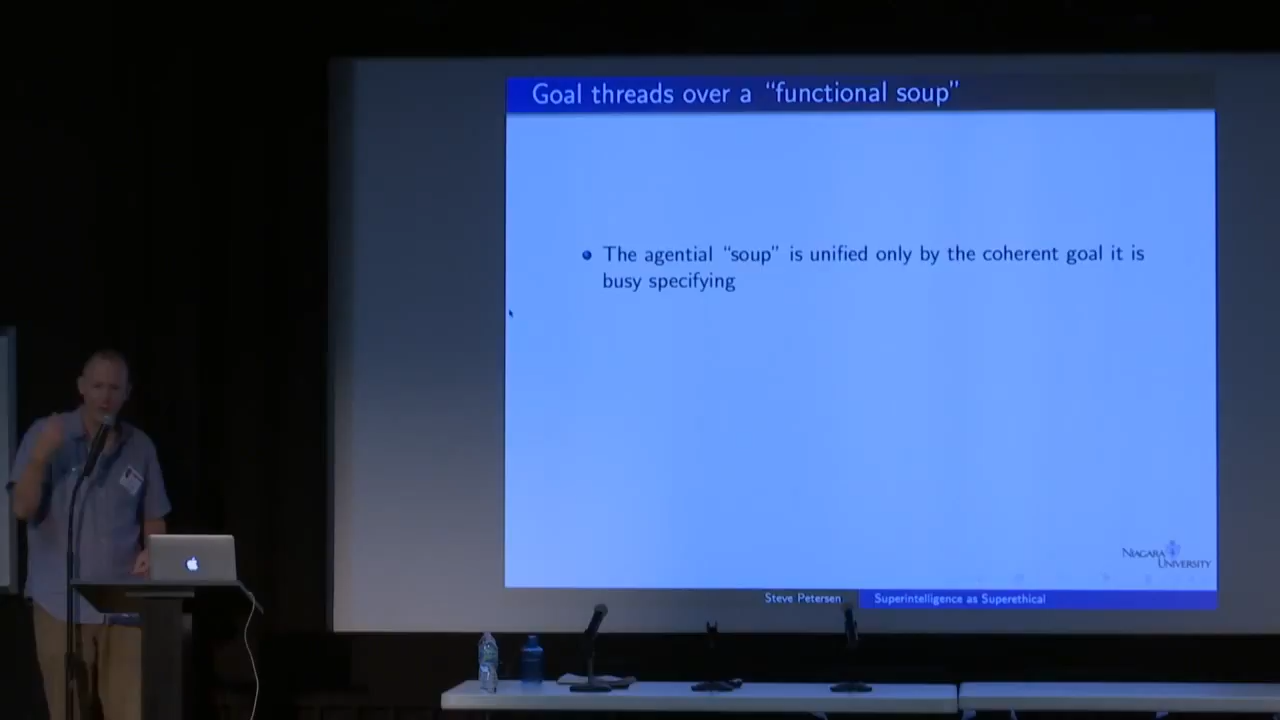 Goal threads over a “functional soup”
The agential “soup” is unified only by the coherent goal it is
busy specifying
NIAGARA
UNIVERSITY
Steve Petersen
Superintelligence as Superethical